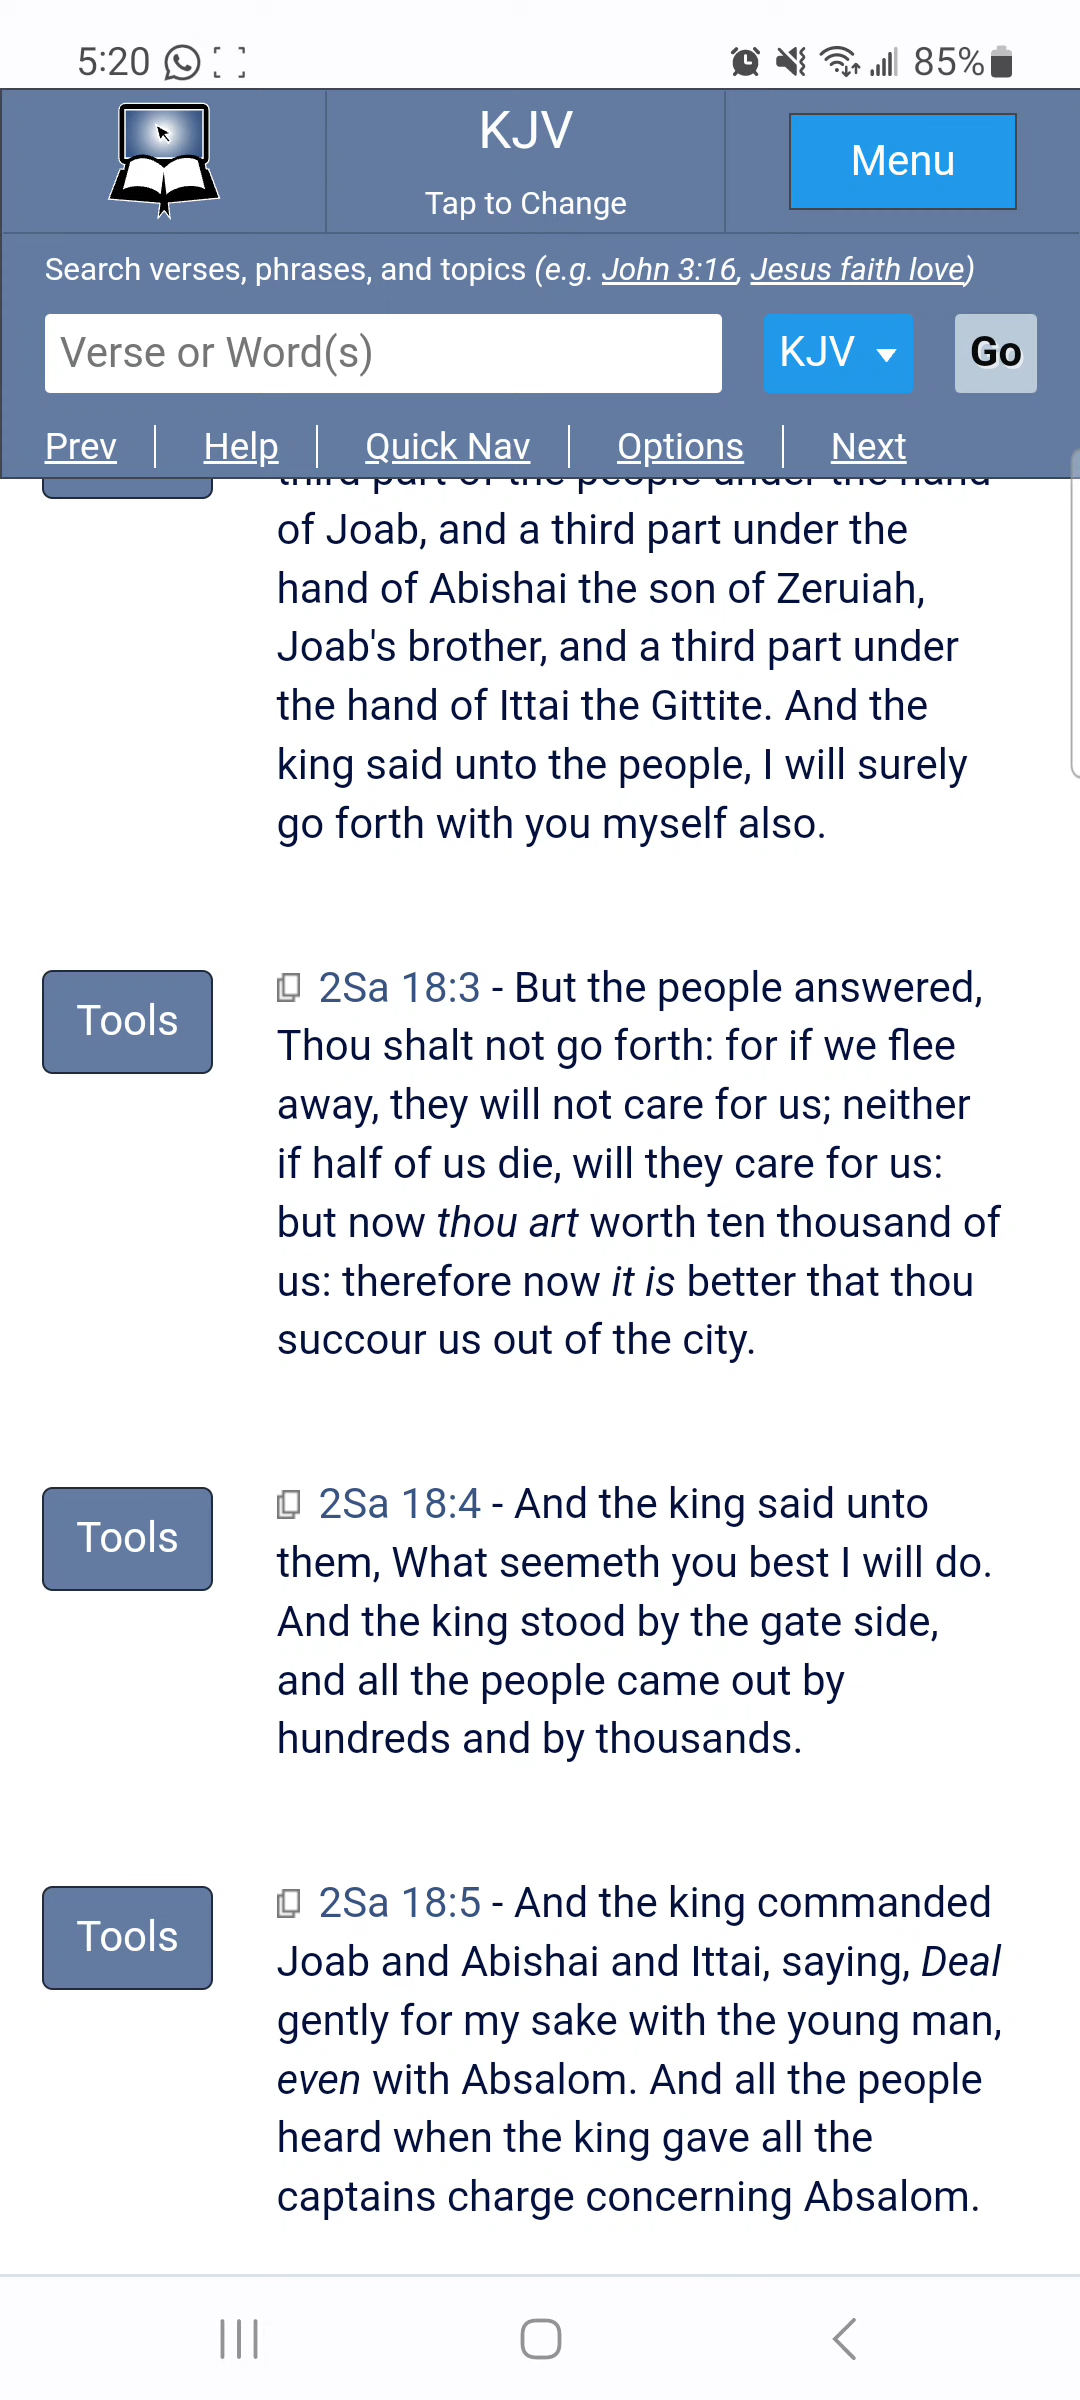 5:20
85%
KJV
Tap to Change
Menu
Search verses, phrases, and topics (e.g. John 3:16, Jesus faith love)
Verse or Word(s)
KJV
Go
Prev
Help
Quick Nav
Options
Next
third part of the people under the hand
of Joab, and a third part under the
hand of Abishai the son of Zeruiah,
Joab's brother, and a third part under
the hand of Ittai the Gittite. And the
king said unto the people, I will surely
go forth with you myself also.
Tools
2Sa 18:3 - But the people answered,
Thou shalt not go forth: for if we flee
away, they will not care for us; neither
if half of us die, will they care for us:
but now thou art worth ten thousand of
us: therefore now it is better that thou
succour us out of the city.
Tools
2Sa 18:4 - And the king said unto
them, What seemeth you best I will do.
And the king stood by the gate side,
and all the people came out by
hundreds and by thousands.
Tools
2Sa 18:5 - And the king commanded
Joab and Abishai and Ittai, saying, Deal
gently for my sake with the young man,
even with Absalom. And all the people
heard when the king gave all the
captains charge concerning Absalom.